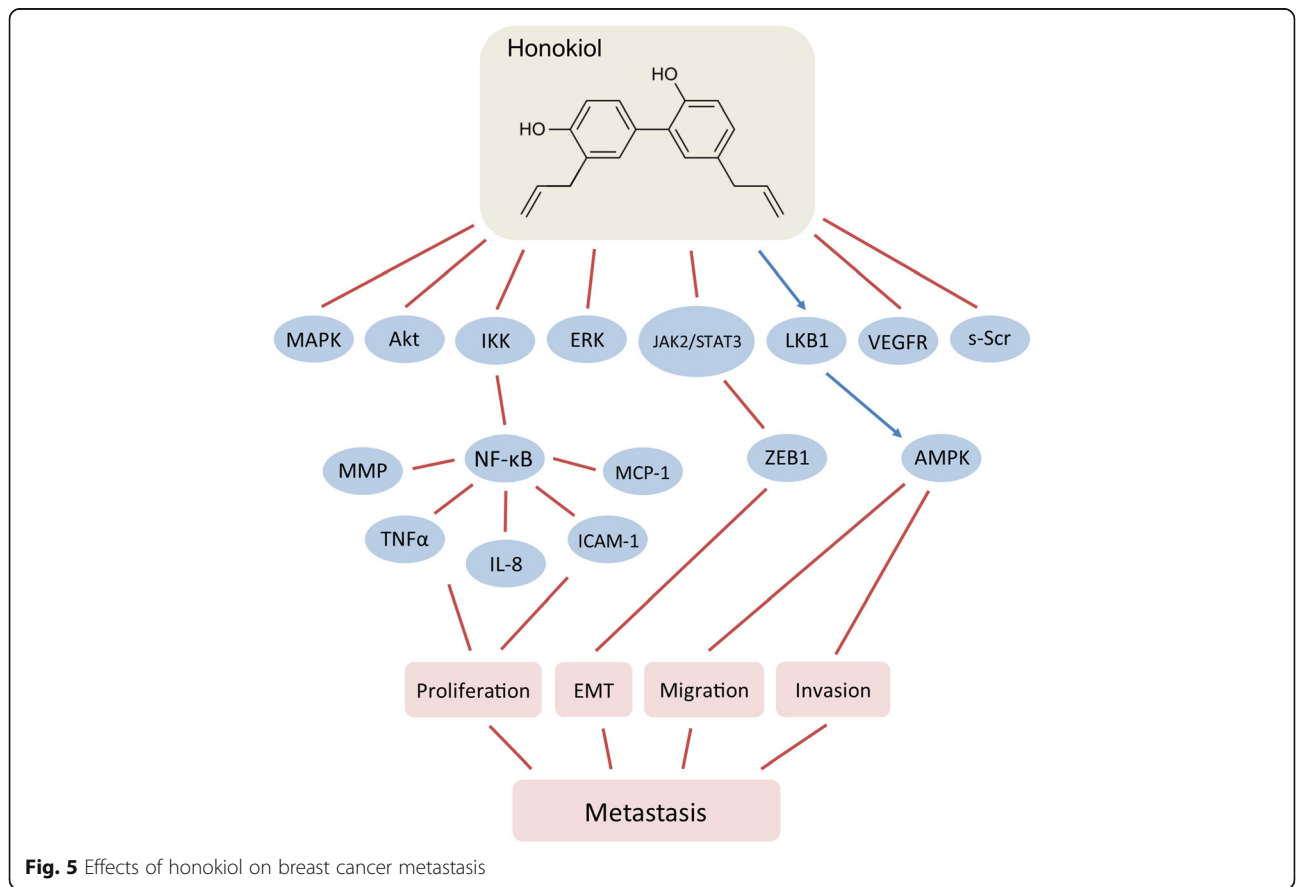 Honokiol
HO
HO
MAPK
Akt
IKK
ERK
JAK2/STAT3
LKB1
VEGFR
s-Scr
MMP
NF-κB
MCP-1
ZEB1
AMPK
TNFα
IL-8
ICAM-1
Proliferation
EMT
Migration
Invasion
Metastasis
Fig. 5 Effects of honokiol on breast cancer metastasis